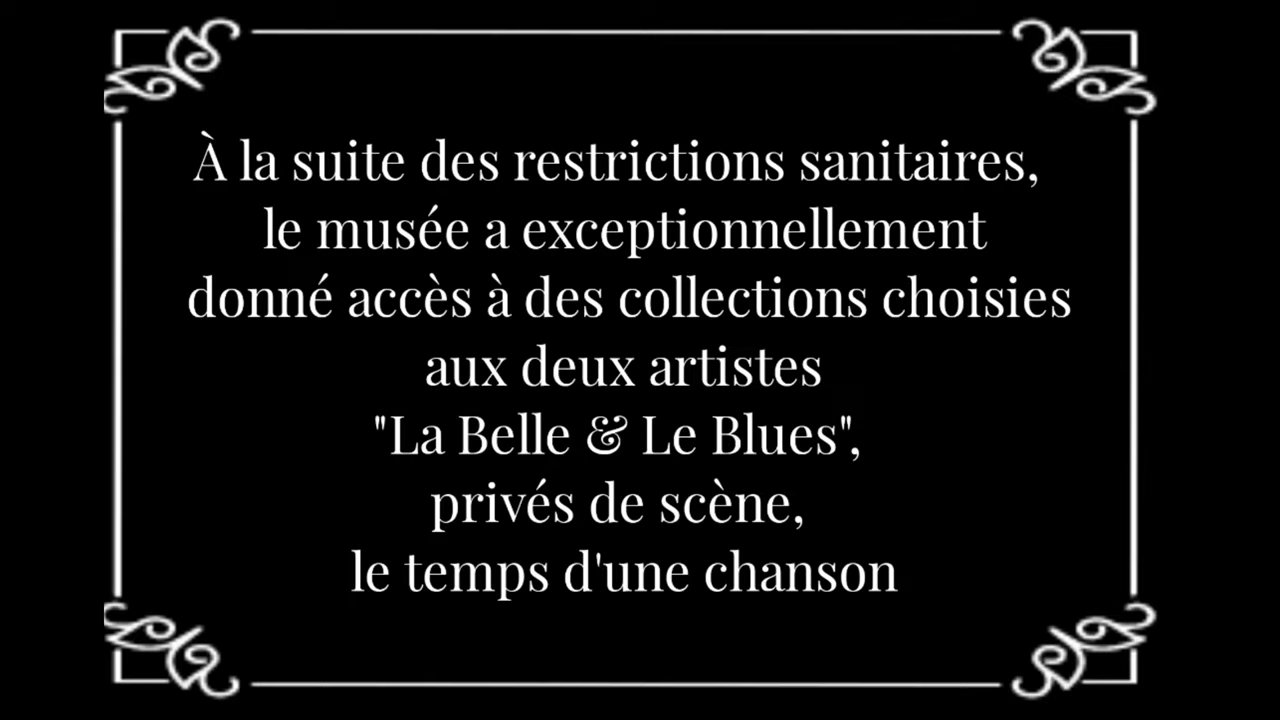 À la suite des restrictions sanitaires,
le musée a exceptionnellement
donné accès à des collections choisies
aux deux artistes
"La Belle & Le Blues",
privés de scène,
le temps d'une chanson